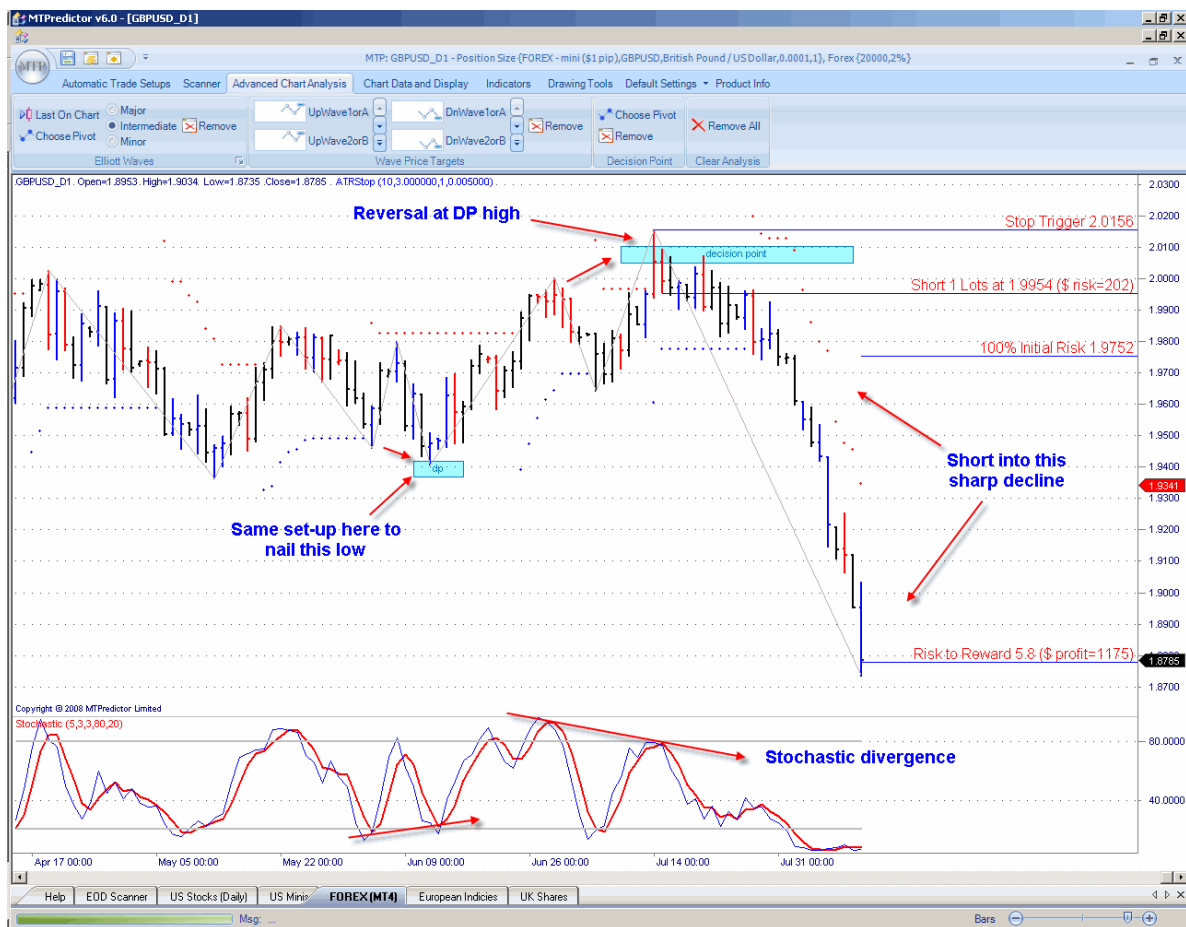 MTPredictor v6.0 - [GBPUSD_D1]
MTP
MTP: GBPUSD_D1 - Position Size {FOREX - mini ($1 pip),GBPUSD,British Pound / US Dollar,0.0001,1}, Forex {20000,2%}
Automatic Trade Setups Scanner Advanced Chart Analysis Chart Data and Display Indicators Drawing Tools Default Settings Product Info
Last On Chart
Choose Pivot
Major
Intermediate
Minor
Remove
Elliott Waves
UpWave1orA
UpWave2orB
DnWave1orA
DnWave2orB
Remove
Wave Price Targets
Choose Pivot
Remove
Decision Point
Remove All
Clear Analysis
GBPUSD_D1. Open=1.8953 .High=1.9034 Low=1.8735 .Close=1.8785 ATRStop (10,3.000000,1,0.005000)
Reversal at DP high
decision point
Stop Trigger 2.0156
Short 1 Lots at 1.9954 ($ risk=202)
100% Initial Risk 1.9752
dp
Same set-up here to
nail this low
Short into this
sharp decline
Risk to Reward 5.8 ($ profit=1175)
2.0300
2.0200
2.0100
2.0000
1.9900
1.9800
1.9700
1.9600
1.9500
1.9400
1.9341
1.9300
1.9200
1.9100
1.9000
1.8900
1.8785
1.8700
Copyright @ 2008 MTPredictor Limited
Stochastic (5,3,3,80,20)
Stochastic divergence
80.0000
40.0000
Apr 17 00:00 May 05 00:00 May 22 00:00 Jun 09 00:00 Jun 26 00:00 Jul 14 00:00 Jul 31 00:00
Help EOD Scanner US Stocks (Daily) US Minis FOREX (MT4) European Indicies UK Shares
Msg: ...
Bars